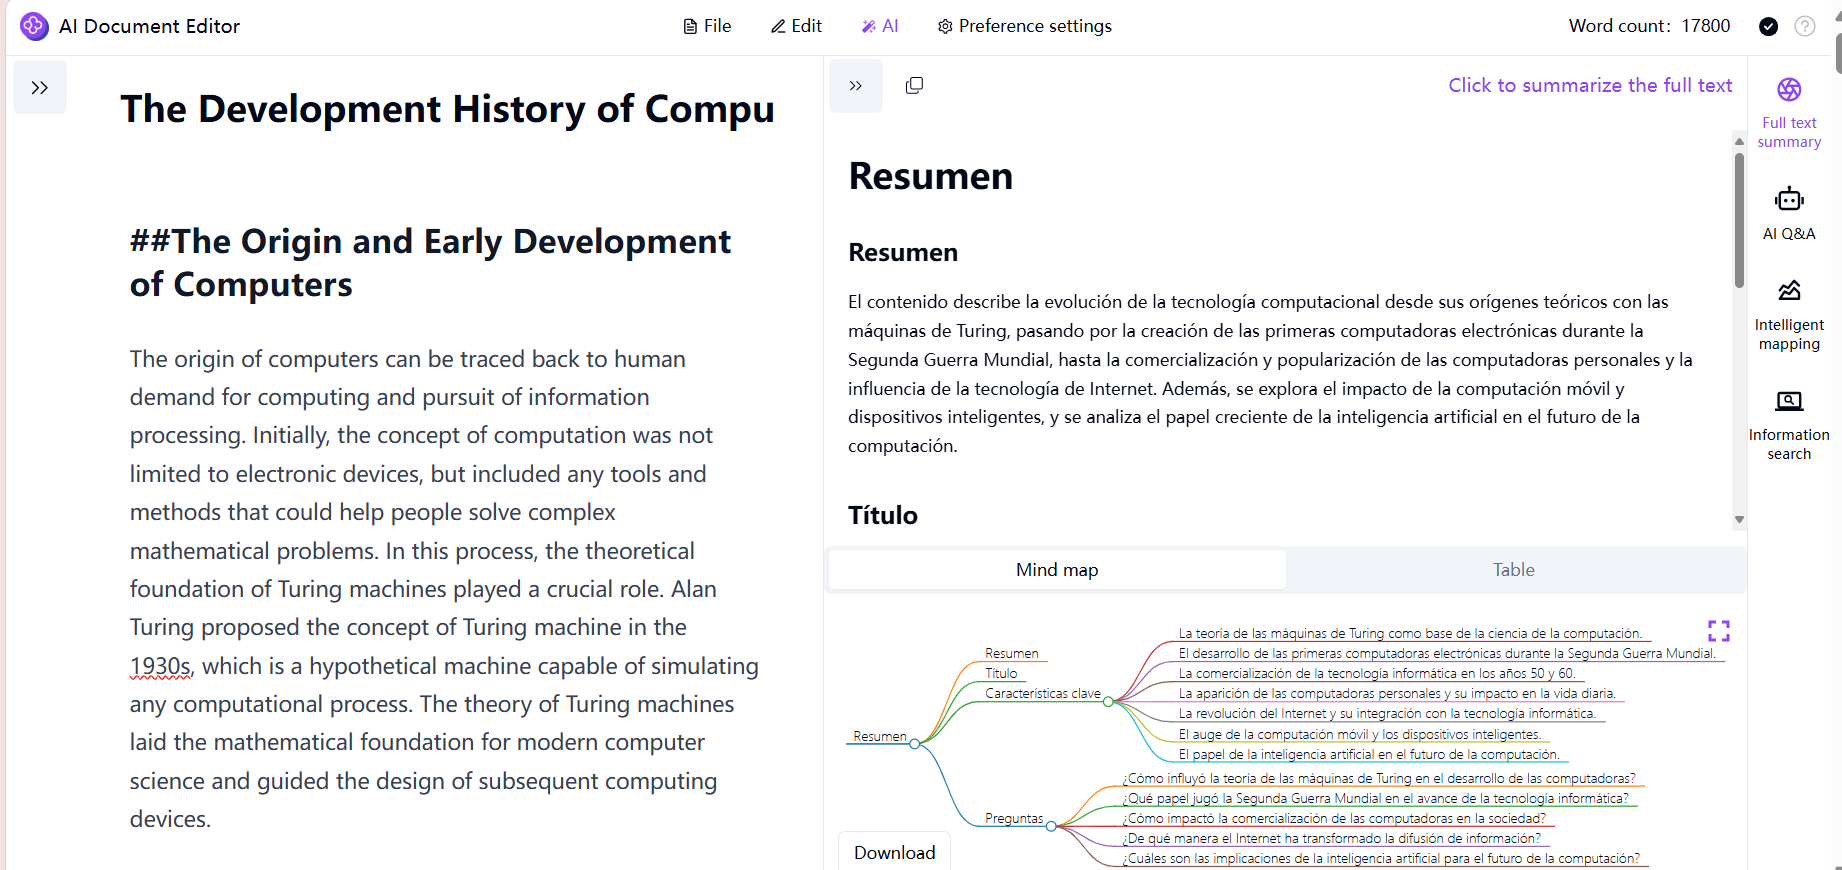 AI Document Editor
File
Edit
AI
Preference settings
Word count：17800
The Development History of Compu
##The Origin and Early Development
of Computers
The origin of computers can be traced back to human
demand for computing and pursuit of information
processing. Initially, the concept of computation was not
limited to electronic devices, but included any tools and
methods that could help people solve complex
mathematical problems. In this process, the theoretical
foundation of Turing machines played a crucial role. Alan
Turing proposed the concept of Turing machine in the
1930s, which is a hypothetical machine capable of simulating
any computational process. The theory of Turing machines
laid the mathematical foundation for modern computer
science and guided the design of subsequent computing
devices.
Click to summarize the full text
Resumen
Resumen
El contenido describe la evolución de la tecnología computacional desde sus orígenes teóricos con las
máquinas de Turing, pasando por la creación de las primeras computadoras electrónicas durante la
Segunda Guerra Mundial, hasta la comercialización y popularización de las computadoras personales y la
influencia de la tecnología de Internet. Además, se explora el impacto de la computación móvil y
dispositivos inteligentes, y se analiza el papel creciente de la inteligencia artificial en el futuro de la
computación.
Título
Mind map
Table
Resumen
Resumen
Título
Características clave
La teoría de las máquinas de Turing como base de la ciencia de la computación.
El desarrollo de las primeras computadoras electrónicas durante la Segunda Guerra Mundial.
La comercialización de la tecnología informática en los años 50 y 60.
La aparición de las computadoras personales y su impacto en la vida diaria.
La revolución del Internet y su integración con la tecnología informática.
El auge de la computación móvil y los dispositivos inteligentes.
El papel de la inteligencia artificial en el futuro de la computación.
Preguntas
¿Cómo influyó la teoría de las máquinas de Turing en el desarrollo de las computadoras?
¿Qué papel jugó la Segunda Guerra Mundial en el avance de la tecnología informática?
¿Cómo impactó la comercialización de las computadoras en la sociedad?
¿De qué manera el Internet ha transformado la difusión de información?
¿Cuáles son las implicaciones de la inteligencia artificial para el futuro de la computación?
Download
Full text
summary
AI Q&A
Intelligent
mapping
Information
search